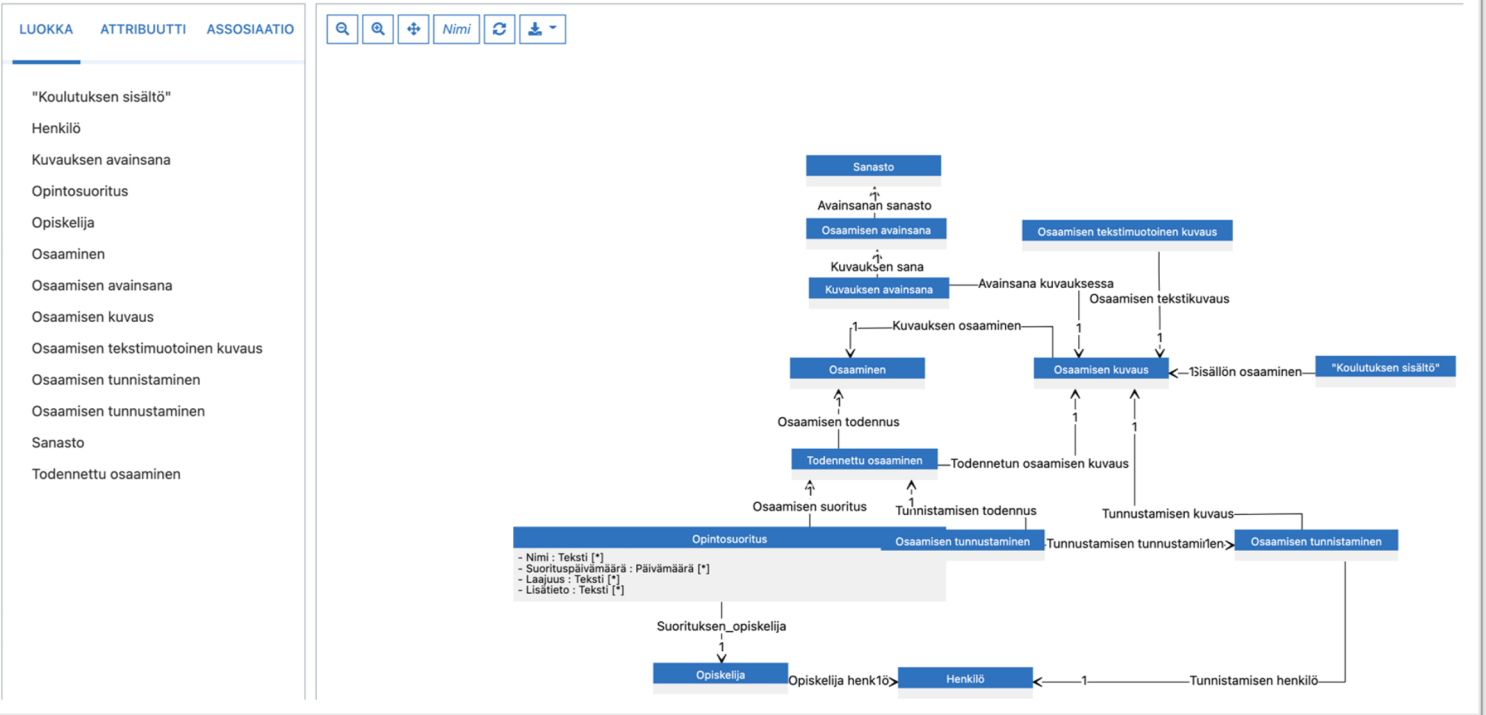 LUOKKA ATTRIBUUTTI ASSOSIAATIO
"Koulutuksen sisältö"
Henkilö
Kuvauksen avainsana
Opintosuoritus
Opiskelija
Osaaminen
Osaamisen avainsana
Osaamisen kuvaus
Osaamisen tekstimuotoinen kuvaus
Osaamisen tunnistaminen
Osaamisen tunnustaminen
Sanasto
Todennettu osaaminen
Nimi
Sanasto
1
Avainsanan sanasto
Osaamisen avainsana
Osaamisen tekstimuotoinen kuvaus
1
Kuvauksen sana
Kuvauksen avainsana
Avainsana kuvauksessa
Osaamisen tekstikuvaus
1 Kuvauksen osaaminen
1
1
Osaaminen
Osaamisen kuvaus
1 Sisällön osaaminen
"Koulutuksen sisältö"
1
Osaamisen todennus
1
1
Todennettu osaaminen
Todennetun osaamisen kuvaus
1
Osaamisen suoritus
1
Tunnistamisen todennus
Tunnustamisen kuvaus
Opintosuoritus
- Nimi : Teksti [*]
- Suorituspäivämäärä : Päivämäärä [*]
- Laajuus : Teksti [*]
- Lisätieto : Teksti [*]
Osaamisen tunnustaminen
Tunnustamisen tunnustaminen 1
Osaamisen tunnistaminen
Suorituksen_opiskelija
1
Opiskelija
Opiskelija henkilö 1
Henkilö
1
Tunnistamisen henkilö